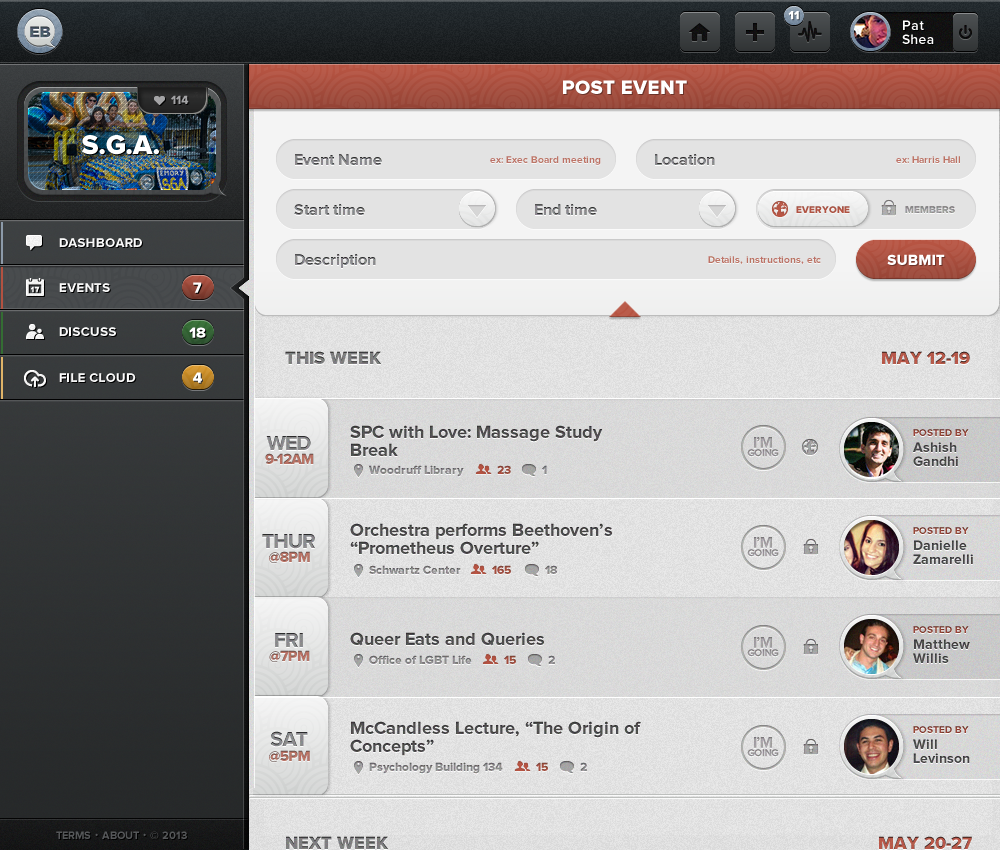 EB
11
Pat
Shea
114
S.G.A.
EMORY
SGA
DASHBOARD
17
EVENTS
7
DISCUSS
18
FILE CLOUD
4
TERMS · ABOUT · © 2013
POST EVENT
Event Name
ex: Exec Board meeting
Location
ex: Harris Hall
Start time
End time
EVERYONE
MEMBERS
Description
Details, instructions, etc
SUBMIT
THIS WEEK
MAY 12-19
WED
9-12AM
SPC with Love: Massage Study
Break
Woodruff Library
23
1
I'M
GOING
POSTED BY
Ashish
Gandhi
THUR
@8PM
Orchestra performs Beethoven’s
“Prometheus Overture”
Schwartz Center
165
18
I'M
GOING
POSTED BY
Danielle
Zamarelli
FRI
@7PM
Queer Eats and Queries
Office of LGBT Life
15
2
I'M
GOING
POSTED BY
Matthew
Willis
SAT
@5PM
McCandless Lecture, “The Origin of
Concepts”
Psychology Building 134
15
2
I'M
GOING
POSTED BY
Will
Levinson
NEXT WEEK
MAY 20-27